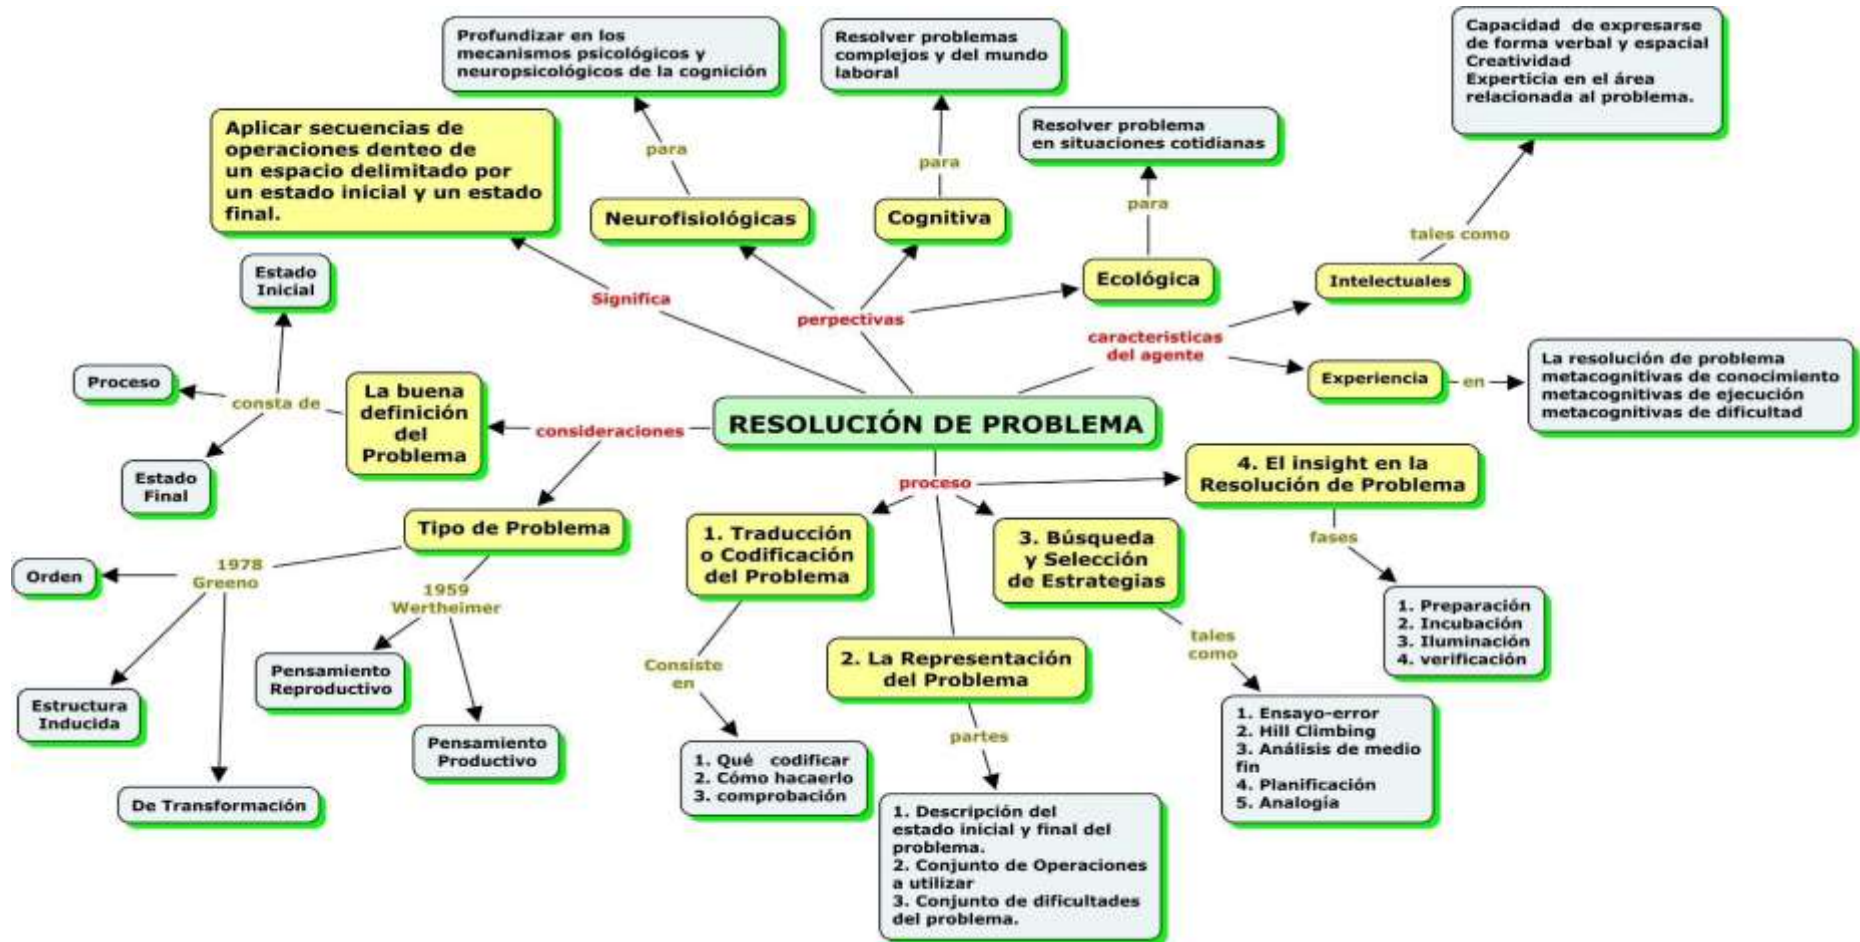 Profundizar en los
mecanismos psicológicos y
neuropsicológicos de la cognición
Resolver problemas
complejos y del mundo
laboral
Capacidad de expresarse
de forma verbal y espacial
Creatividad
Experticia en el área
relacionada al problema.
Aplicar secuencias de
operaciones denteo de
un espacio delimitado por
un estado inicial y un estado
final.
para
para
Resolver problema
en situaciones cotidianas
Neurofisiológicas
Cognitiva
para
tales como
Estado
Inicial
Significa
perpectivas
Ecológica
Intelectuales
caracteristicas
del agente
Proceso
consta de
La buena
definición
del
Problema
Experiencia
en
La resolución de problema
metacognitivas de conocimiento
metacognitivas de ejecución
metacognitivas de dificultad
consideraciones
RESOLUCIÓN DE PROBLEMA
Estado
Final
proceso
4. El insight en la
Resolución de Problema
Tipo de Problema
1. Traducción
o Codificación
del Problema
3. Búsqueda
y Selección
de Estrategias
fases
Orden
1978
Greeno
1959
Wertheimer
1. Preparación
2. Incubación
3. Iluminación
4. verificación
Pensamiento
Reproductivo
Consiste
en
2. La Representación
del Problema
tales
como
Estructura
Inducida
Pensamiento
Productivo
partes
1. Ensayo-error
2. Hill Climbing
3. Análisis de medio
fin
4. Planificación
5. Analogía
De Transformación
1. Qué codificar
2. Cómo hacaerlo
3. comprobación
1. Descripción del
estado inicial y final del
problema.
2. Conjunto de Operaciones
a utilizar
3. Conjunto de dificultades
del problema.